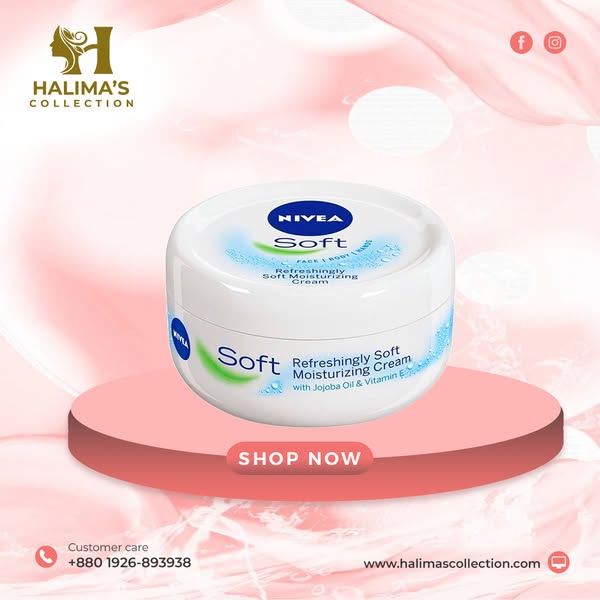 H
HALIMA'S
COLLECTION
NIVEA
Soft
FACE | BODY | HANDS
Refreshingly
Soft Moisturizing
Cream
NIVEA
Soft
Refreshingly Soft
Moisturizing Cream
with Jojoba Oil & Vitamin E
SHOP NOW
Customer care
+880 1926-893938
www.halimascollection.com